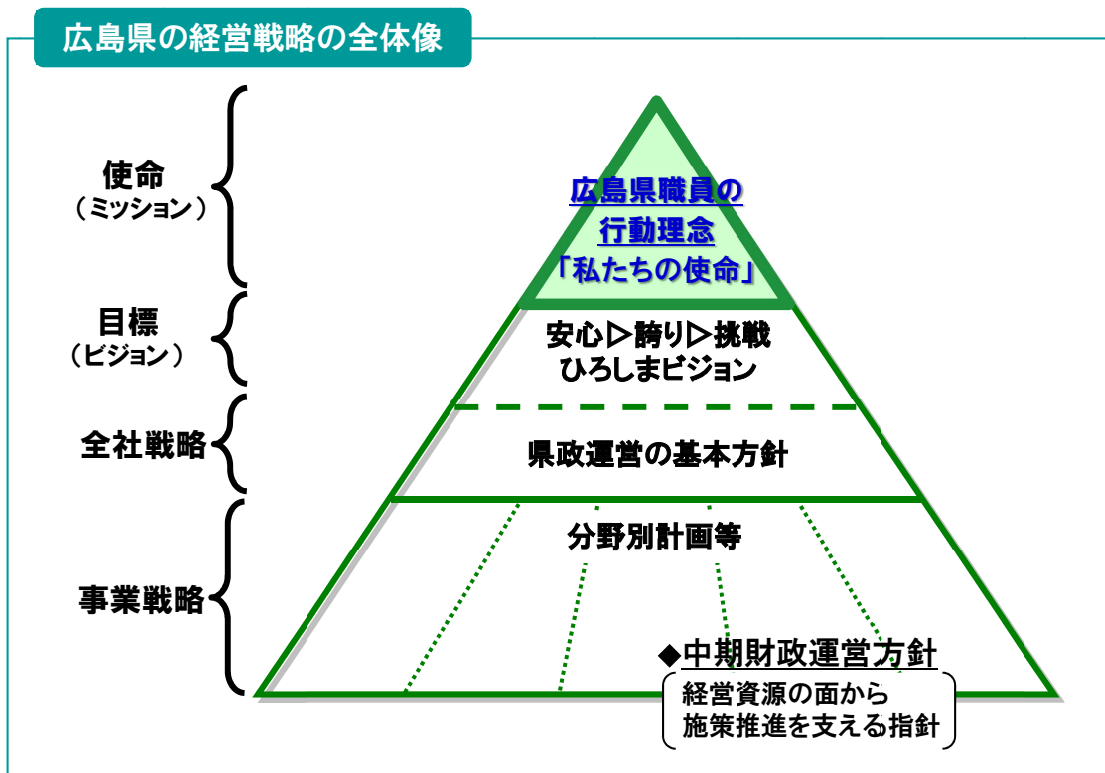 広島県の経営戦略の全体像
使命
（ミッション）
広島県職員の
行動理念
「私たちの使命」
目標
（ビジョン）
安心▷誇り▷挑戦
ひろしまビジョン
全社戦略
県政運営の基本方針
事業戦略
分野別計画等
◆中期財政運営方針
経営資源の面から
施策推進を支える指針